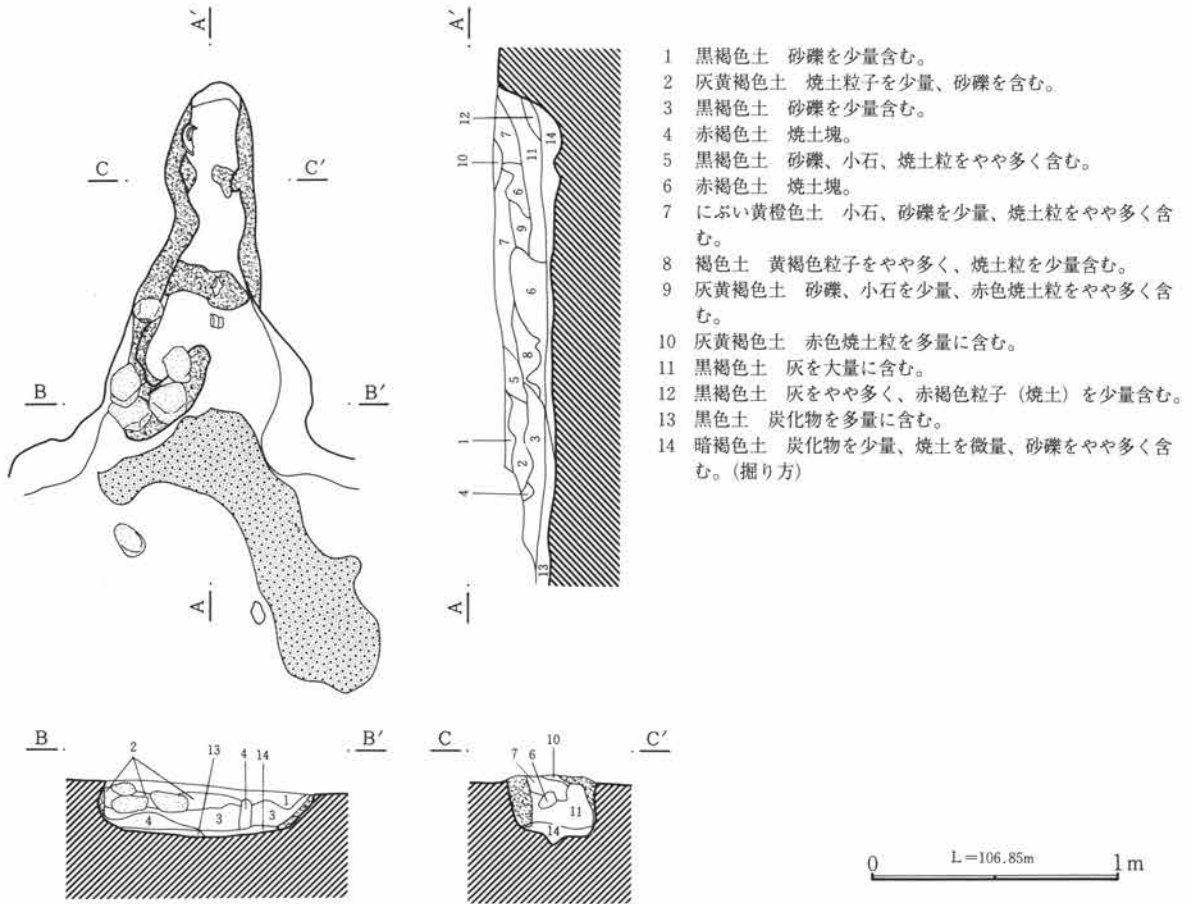 A′
A′
1 黒褐色土 砂礫を少量含む。
2 灰黄褐色土 焼土粒子を少量、砂礫を含む。
3 黒褐色土 砂礫を少量含む。
4 赤褐色土 焼土塊。
5 黒褐色土 砂礫、小石、焼土粒をやや多く含む。
6 赤褐色土 焼土塊。
7 にぶい黄橙色土 小石、砂礫を少量、焼土粒をやや多く含
む。
8 褐色土 黄褐色粒子をやや多く、焼土粒を少量含む。
9 灰黄褐色土 砂礫、小石を少量、赤色焼土粒をやや多く含
む。
10 灰黄褐色土 赤色焼土粒を多量に含む。
11 黒褐色土 灰を大量に含む。
12 黒褐色土 灰をやや多く、赤褐色粒子（焼土）を少量含む。
13 黒色土 炭化物を多量に含む。
14 暗褐色土 炭化物を少量、焼土を微量、砂礫をやや多く含
む。（掘り方）
C C′
B B′
A
12
7
14
11
10
6
9
7
6
8
5
3
1
2
4
13
A
B B′
2 13 4 14
1
3 3
4
C C′
7 6 10
11
14
L＝106.85m
0 1m